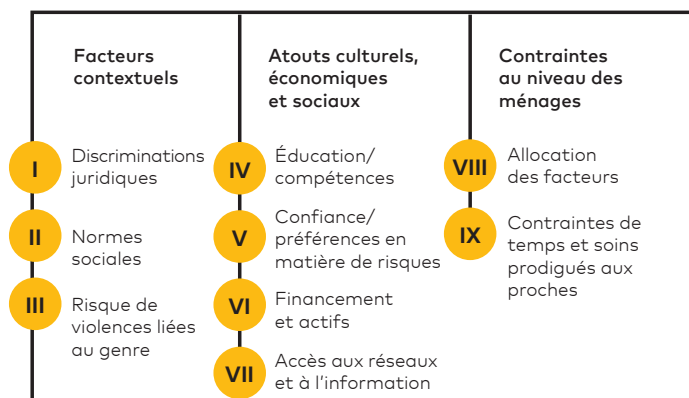 Facteurs
contextuels
I
Discriminations
juridiques
II
Normes
sociales
III
Risque de
violences liées
au genre
Atouts culturels,
économiques
et sociaux
IV
Éducation/
compétences
V
Confiance/
préférences en
matière de risques
VI
Financement
et actifs
VII
Accès aux réseaux
et à l'information
Contraintes
au niveau des
ménages
VIII
Allocation
des facteurs
IX
Contraintes de
temps et soins
prodigués aux
proches